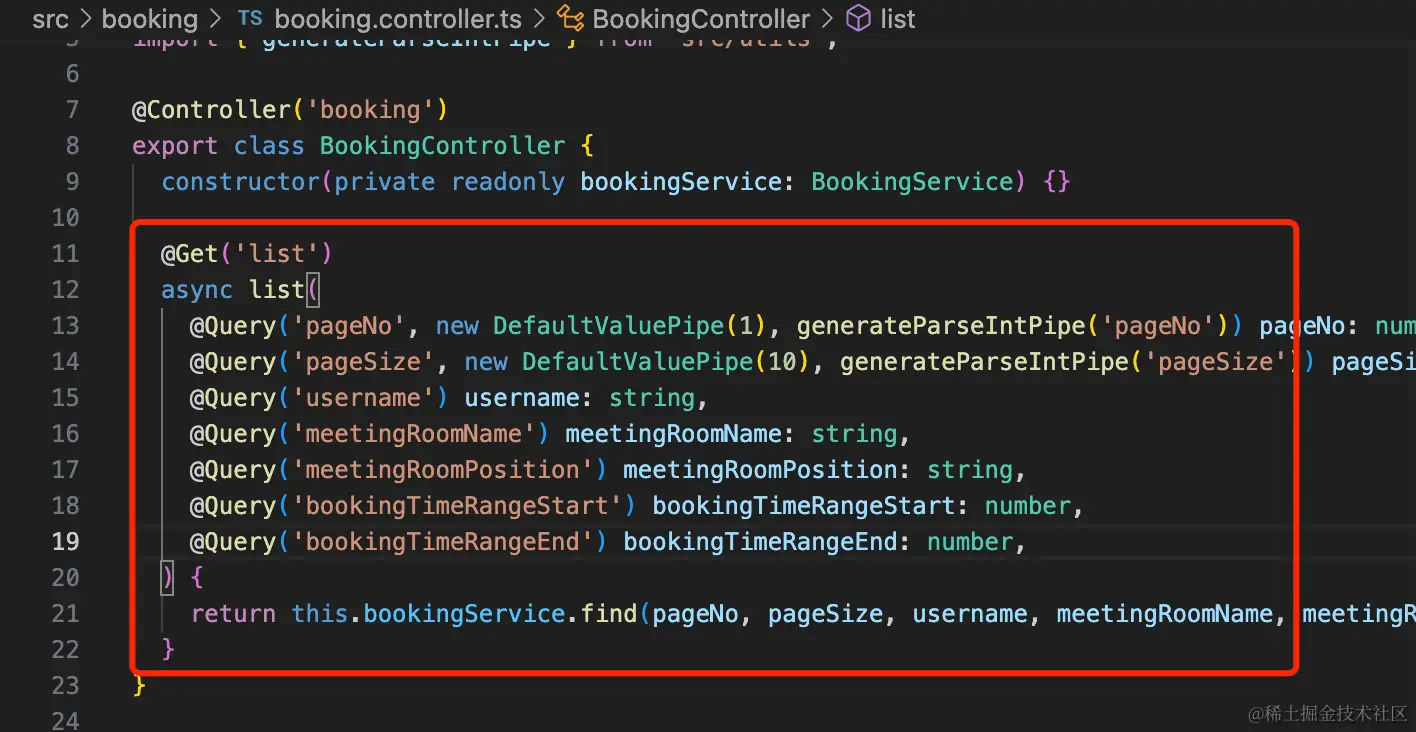 src > booking > TS booking.controller.ts > BookingController > list
5 import { generateParseIntPipe } from 'src/utils';
6
7 @Controller('booking')
8 export class BookingController {
9 constructor(private readonly bookingService: BookingService) {}
10
11 @Get('list')
12 async list(
13 @Query('pageNo', new DefaultValuePipe(1), generateParseIntPipe('pageNo')) pageNo: num
14 @Query('pageSize', new DefaultValuePipe(10), generateParseIntPipe('pageSize')) pageSi
15 @Query('username') username: string,
16 @Query('meetingRoomName') meetingRoomName: string,
17 @Query('meetingRoomPosition') meetingRoomPosition: string,
18 @Query('bookingTimeRangeStart') bookingTimeRangeStart: number,
19 @Query('bookingTimeRangeEnd') bookingTimeRangeEnd: number,
20 ) {
21 return this.bookingService.find(pageNo, pageSize, username, meetingRoomName, meetingR
22 }
23 }
24
@稀土掘金技术社区